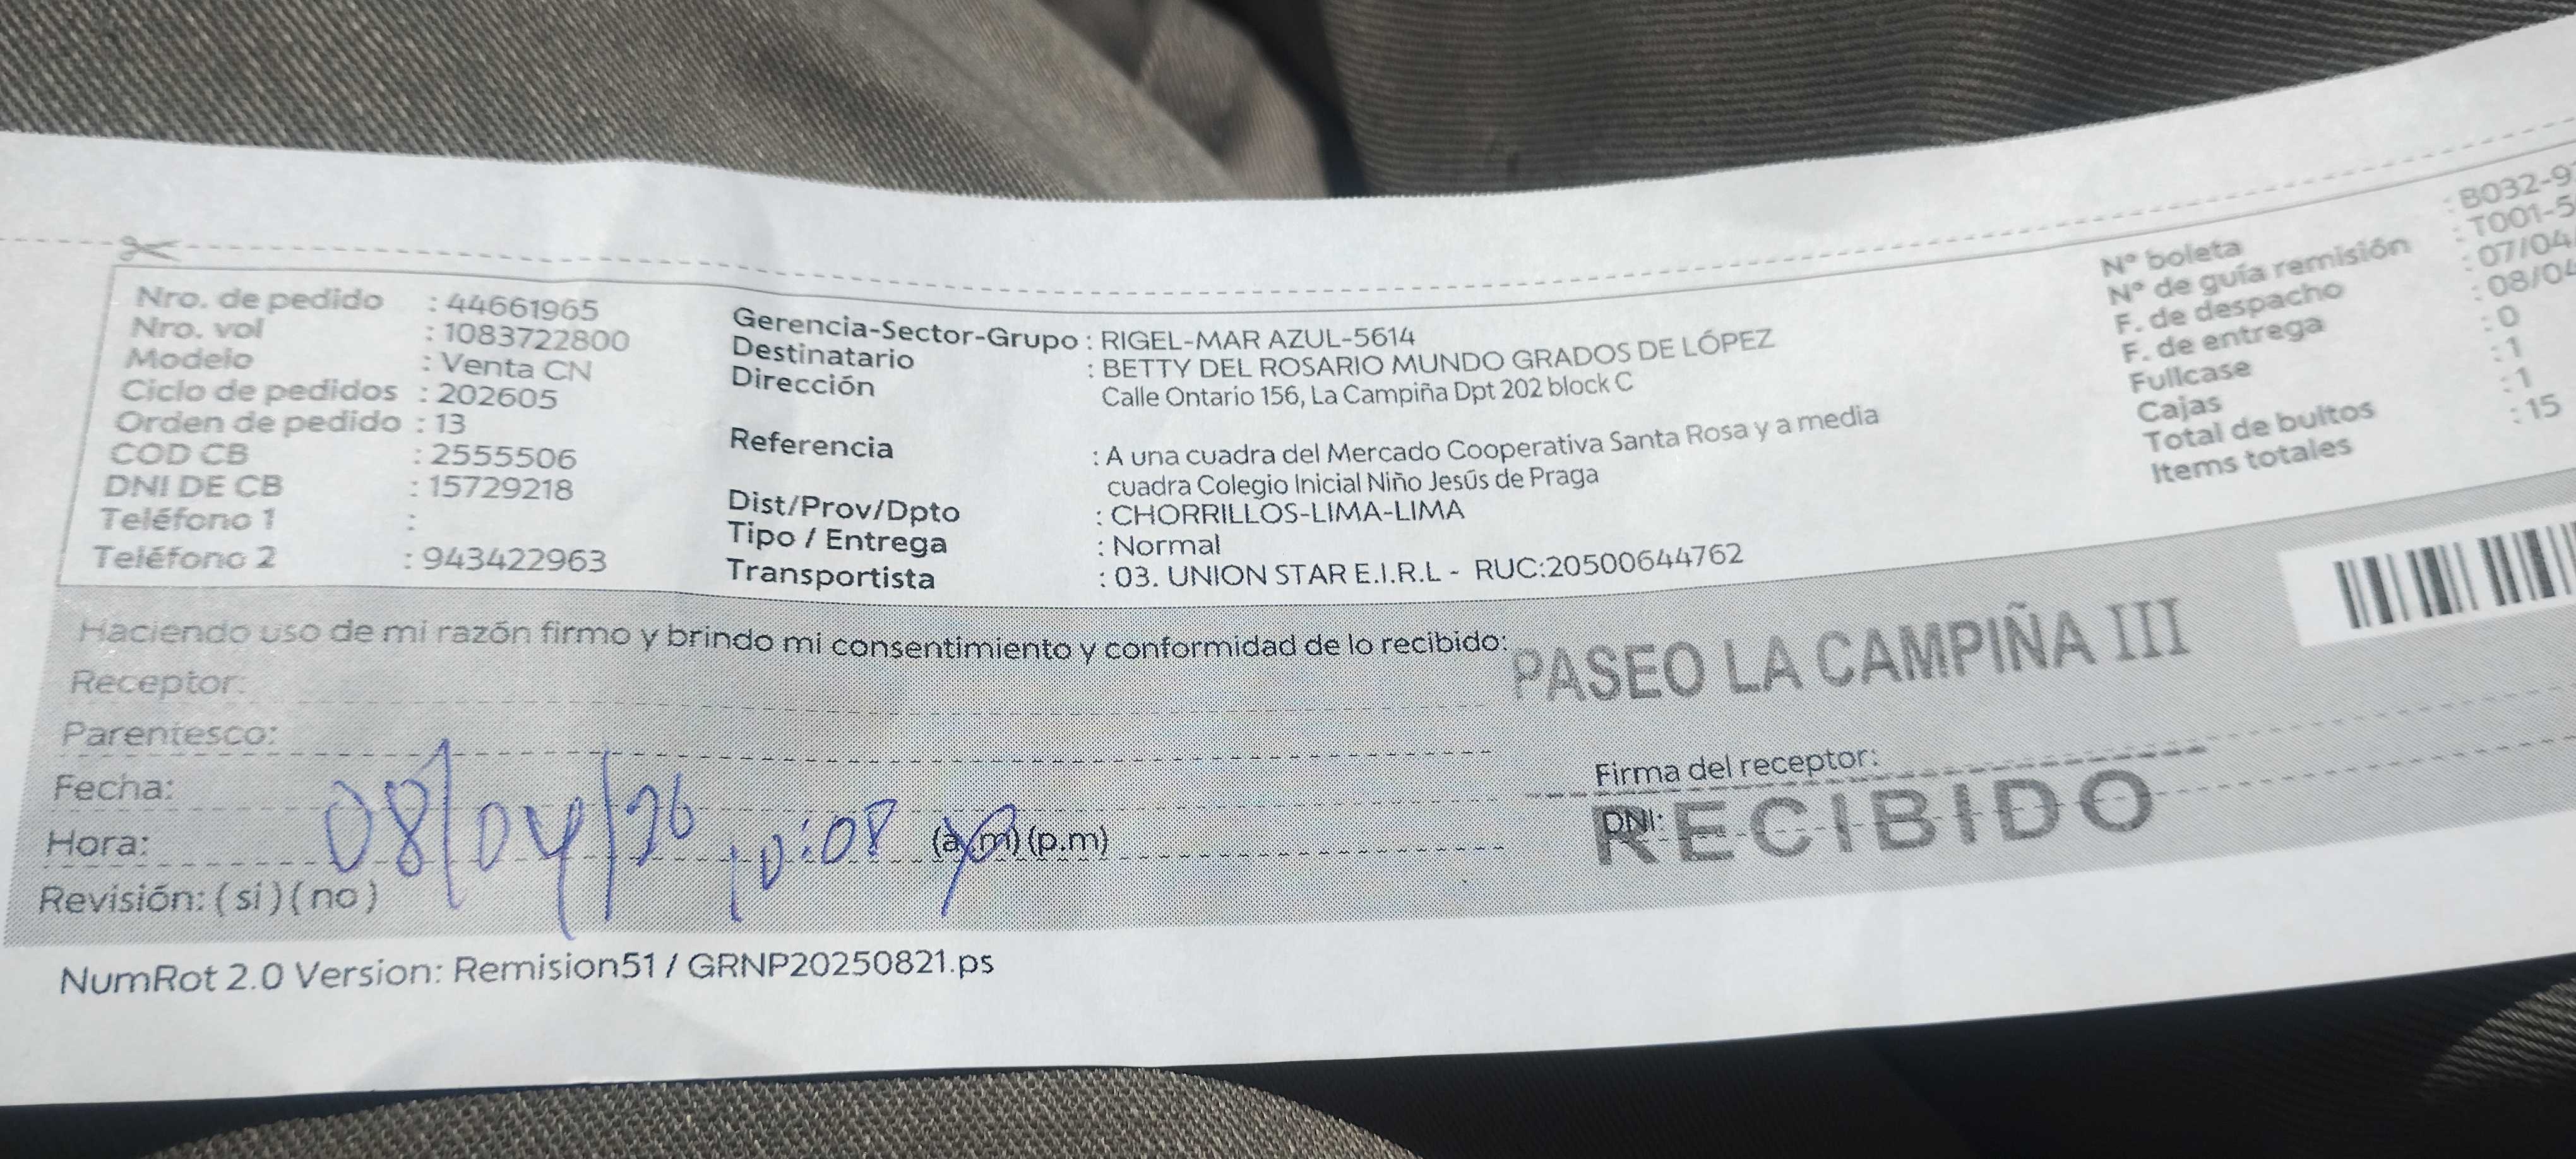 Nro. de pedido : 44661965
Nro. vol : 1083722800
Modelo : Venta CN
Ciclo de pedidos : 202605
Orden de pedido : 13
COD CB : 2555506
DNI DE CB : 15729218
Teléfono 1 :
Teléfono 2 : 943422963
Gerencia-Sector-Grupo : RIGEL-MAR AZUL-5614
Destinatario : BETTY DEL ROSARIO MUNDO GRADOS DE LÓPEZ
Dirección Calle Ontario 156, La Campiña Dpt 202 block C
Referencia : A una cuadra del Mercado Cooperativa Santa Rosa y a media
cuadra Colegio Inicial Niño Jesús de Praga
Dist/Prov/Dpto : CHORRILLOS-LIMA-LIMA
Tipo / Entrega : Normal
Transportista : 03. UNION STAR E.I.R.L - RUC:20500644762
N° boleta : B032-9
N° de guía remisión : T001-5
F. de despacho : 07/04/
F. de entrega : 08/04
Fullcase : 0
Cajas : 1
Total de bultos : 1
Items totales : 15
Haciendo uso de mi razón firmo y brindo mi consentimiento y conformidad de lo recibido:
PASEO LA CAMPIÑA III
Receptor:
Parentesco:
Firma del receptor:
Fecha: 08/04/26
Hora: 10:08 (a.m) (p.m)
DNI:
RECIBIDO
Revisión: ( si ) ( no )
NumRot 2.0 Version: Remision51 / GRNP20250821.ps